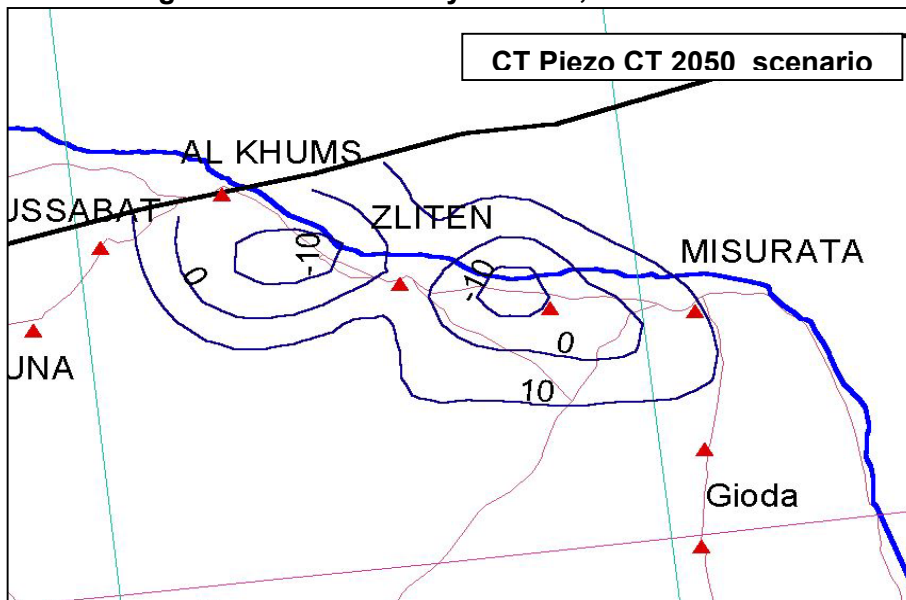 CT Piezo CT 2050 scenario
AL KHUMS
USSABAT
ZLITEN
MISURATA
-10
-10
0
0
10
UNA
Gioda